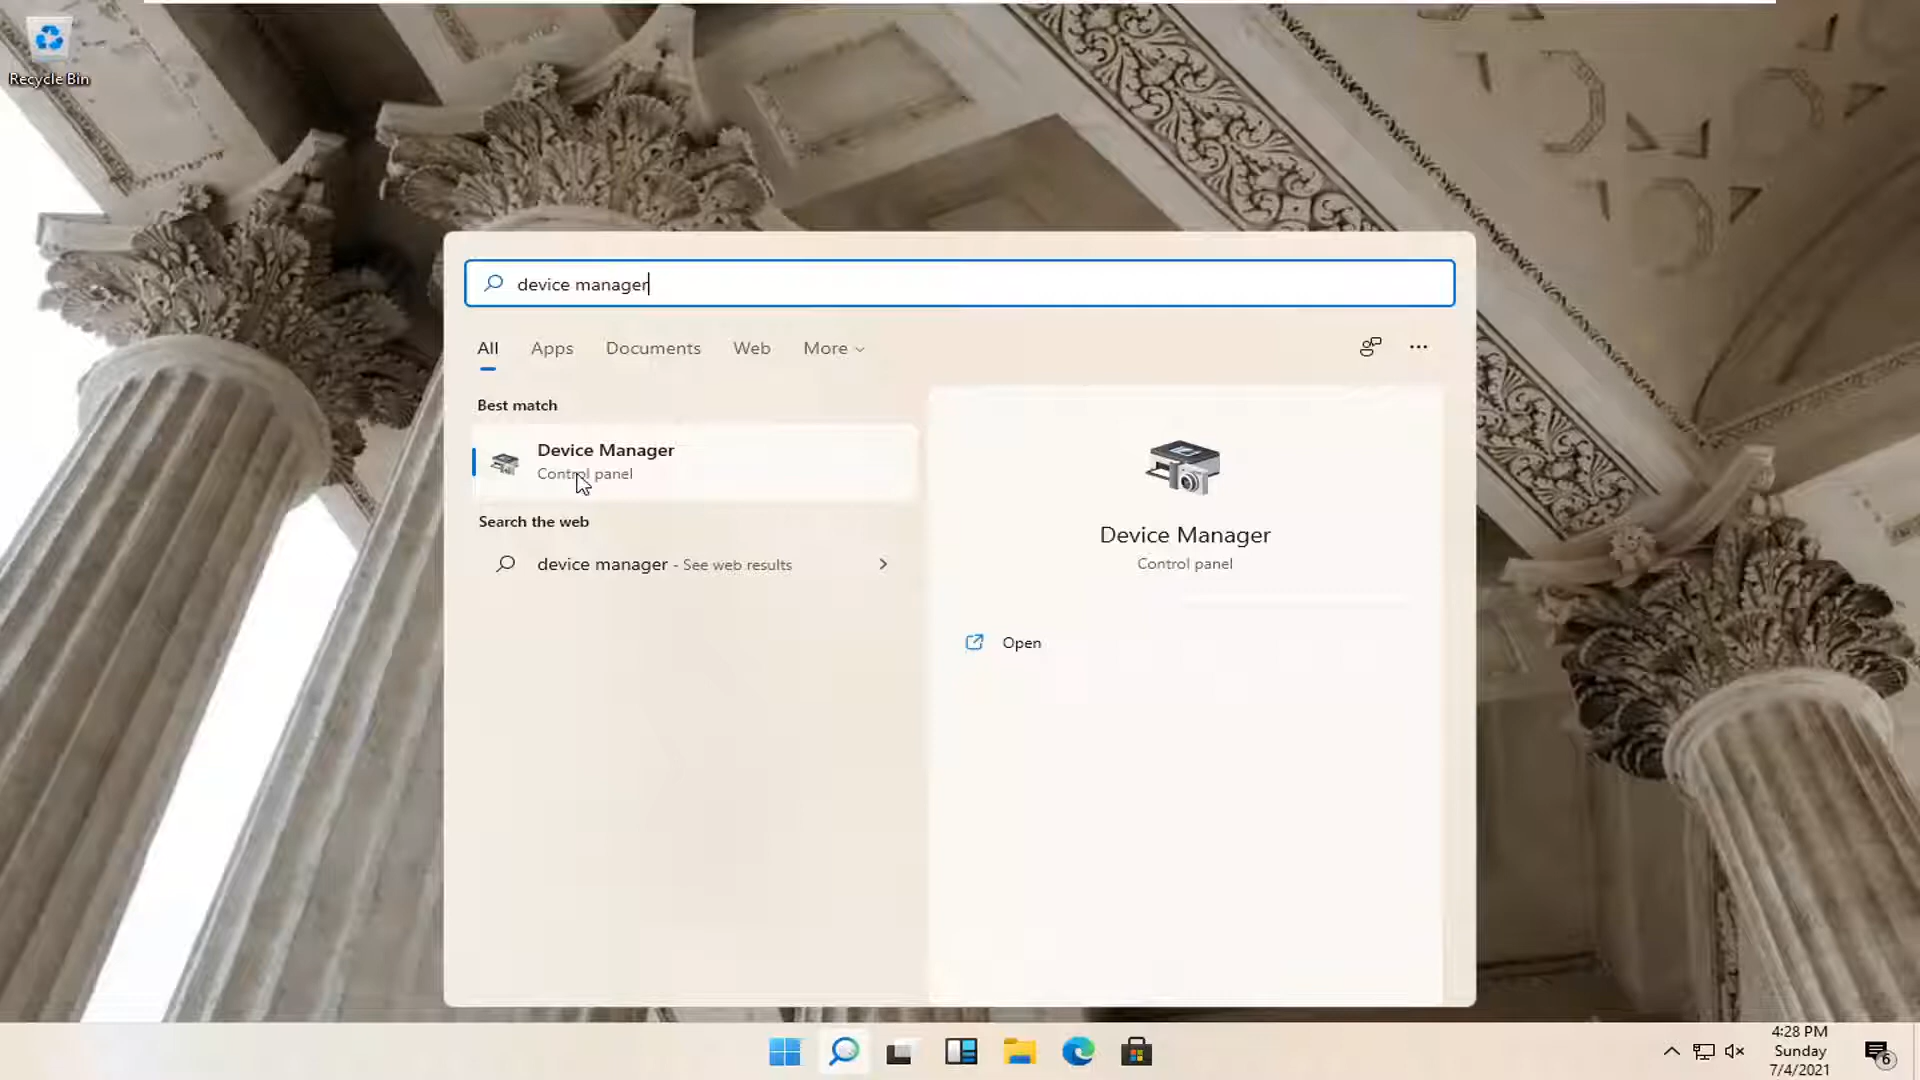 Recycle Bin
device manager
All Apps Documents Web More
Best match
Device Manager
Control panel
Search the web
device manager - See web results
Device Manager
Control panel
Open
4:28 PM
Sunday
7/4/2021
6